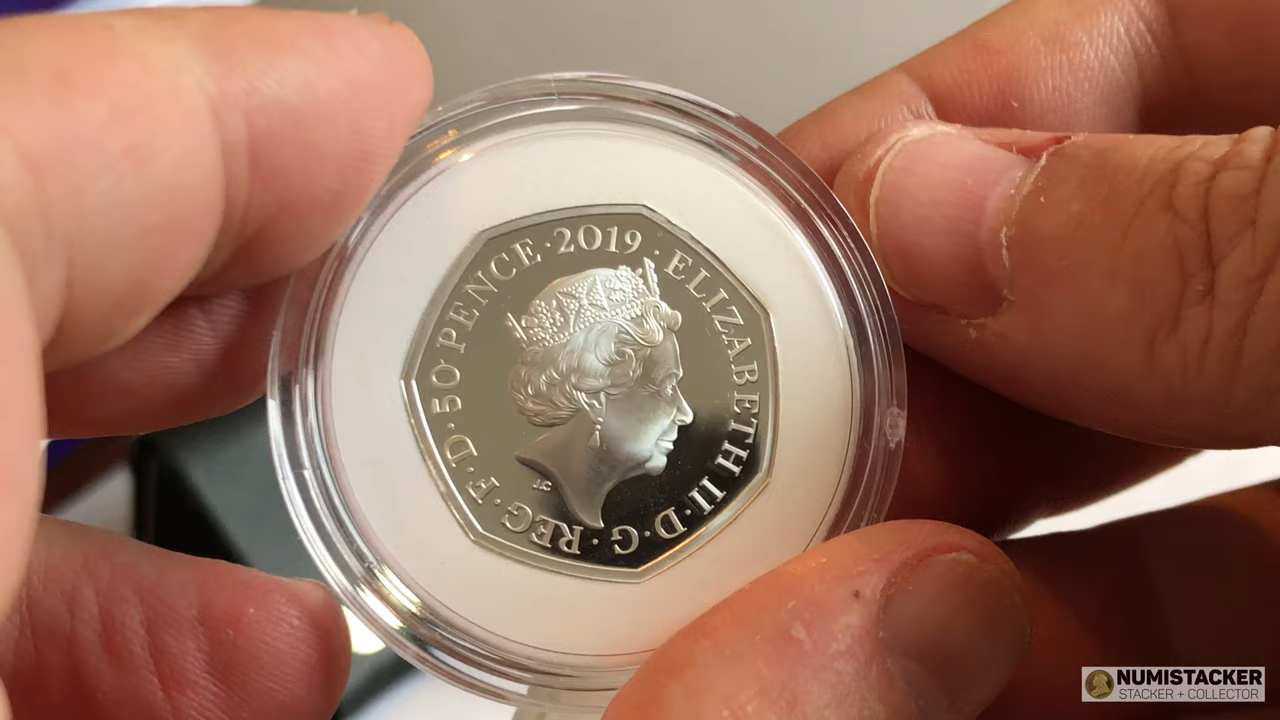 ELIZABETH II · D · G · REG · F · D · 50 PENCE · 2019 ·
JC
NUMISTACKER
STACKER + COLLECTOR